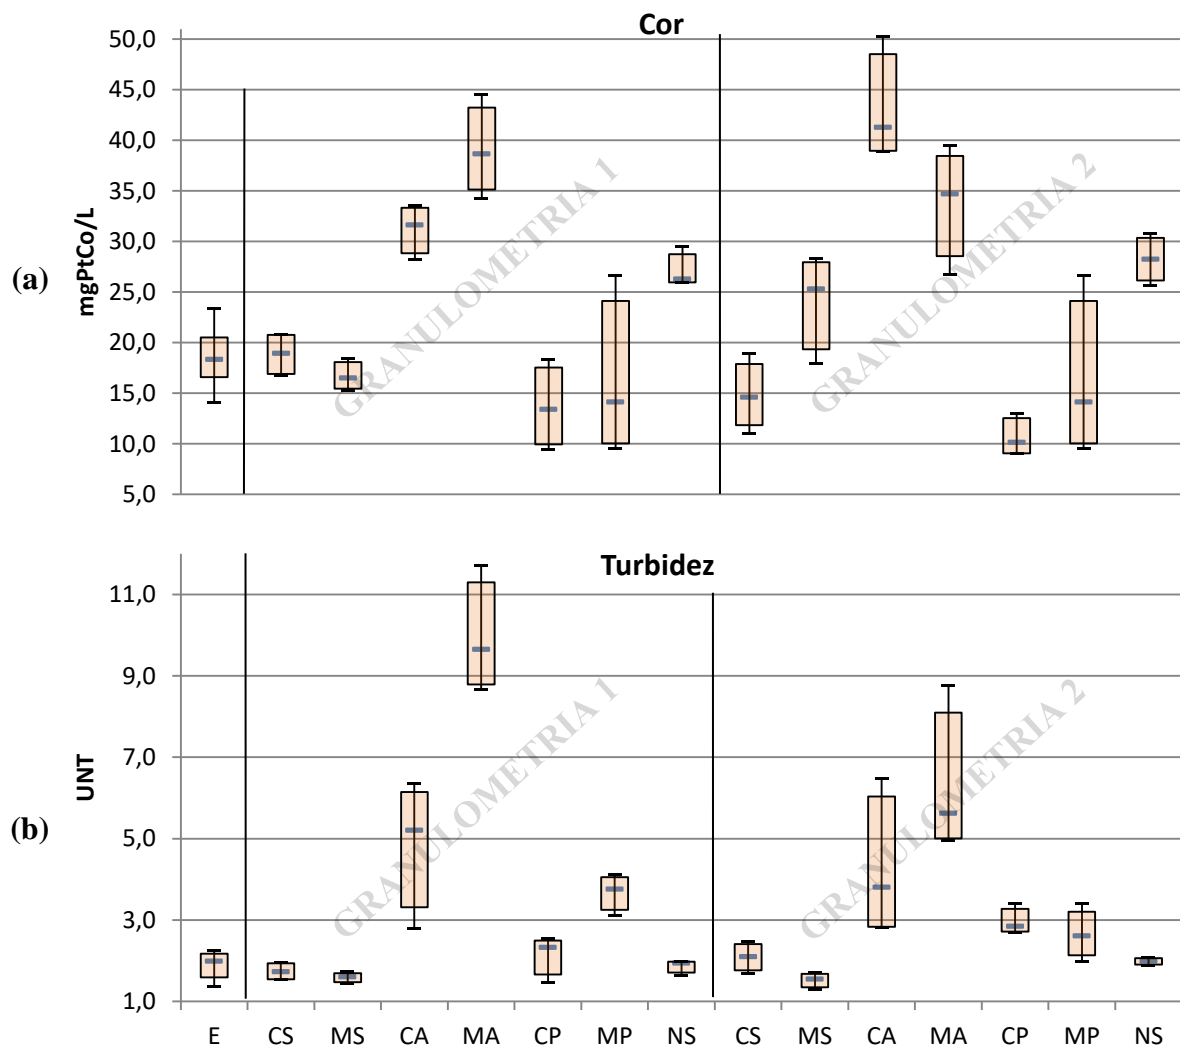 Cor
50,0
45,0
40,0
35,0
30,0
25,0
20,0
15,0
10,0
5,0
mgPtCo/L
(a)
GRANULOMETRIA 1
GRANULOMETRIA 2
Turbidez
11,0
9,0
7,0
5,0
3,0
1,0
UNT
(b)
GRANULOMETRIA 1
GRANULOMETRIA 2
E CS MS CA MA CP MP NS CS MS CA MA CP MP NS